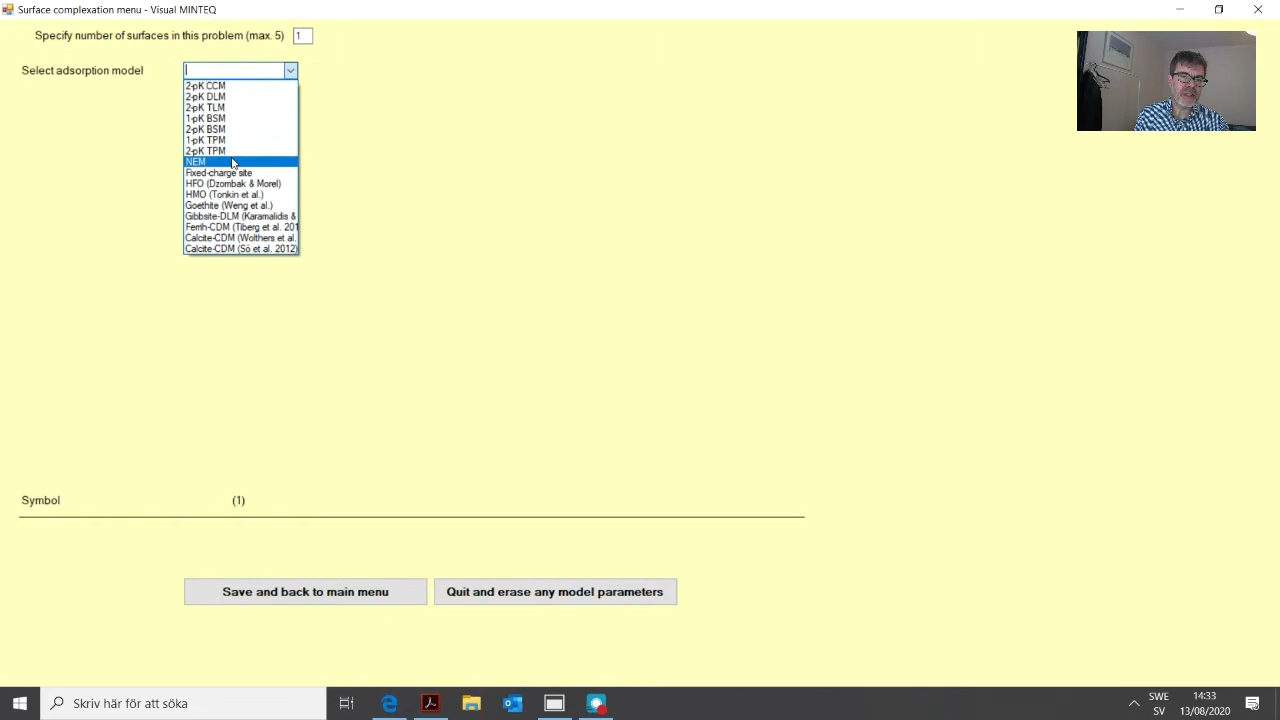 Surface complexation menu - Visual MINTEQ
Specify number of surfaces in this problem (max. 5) 1
Select adsorption model
2-pK CCM
2-pK DLM
2-pK TLM
1-pK BSM
2-pK BSM
1-pK TPM
2-pK TPM
NEM
Fixed-charge site
HFO (Dzombak & Morel)
HMO (Tonkin et al.)
Goethite (Weng et al.)
Gibbsite-DLM (Karamalidis &
Ferrih-CDM (Tiberg et al. 201
Calcite-CDM (Wolthers et al.
Calcite-CDM (Sö et al. 2012)
Symbol (1)
Save and back to main menu Quit and erase any model parameters
Skriv här för att söka
SWE 14:33
SV 13/08/2020